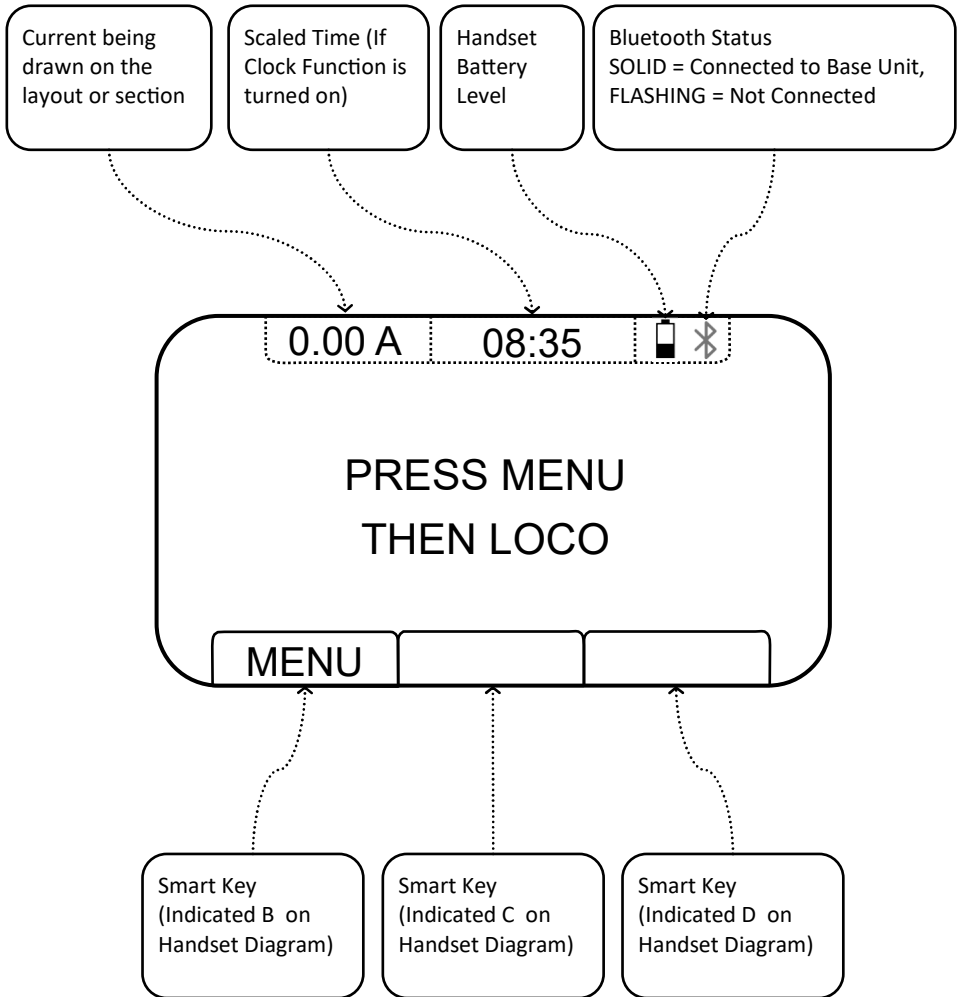 Current being
drawn on the
layout or section
Scaled Time (If
Clock Function is
turned on)
Handset
Battery
Level
Bluetooth Status
SOLID = Connected to Base Unit,
FLASHING = Not Connected
0.00 A
08:35
PRESS MENU
THEN LOCO
MENU
Smart Key
(Indicated B  on
Handset Diagram)
Smart Key
(Indicated C  on
Handset Diagram)
Smart Key
(Indicated D  on
Handset Diagram)